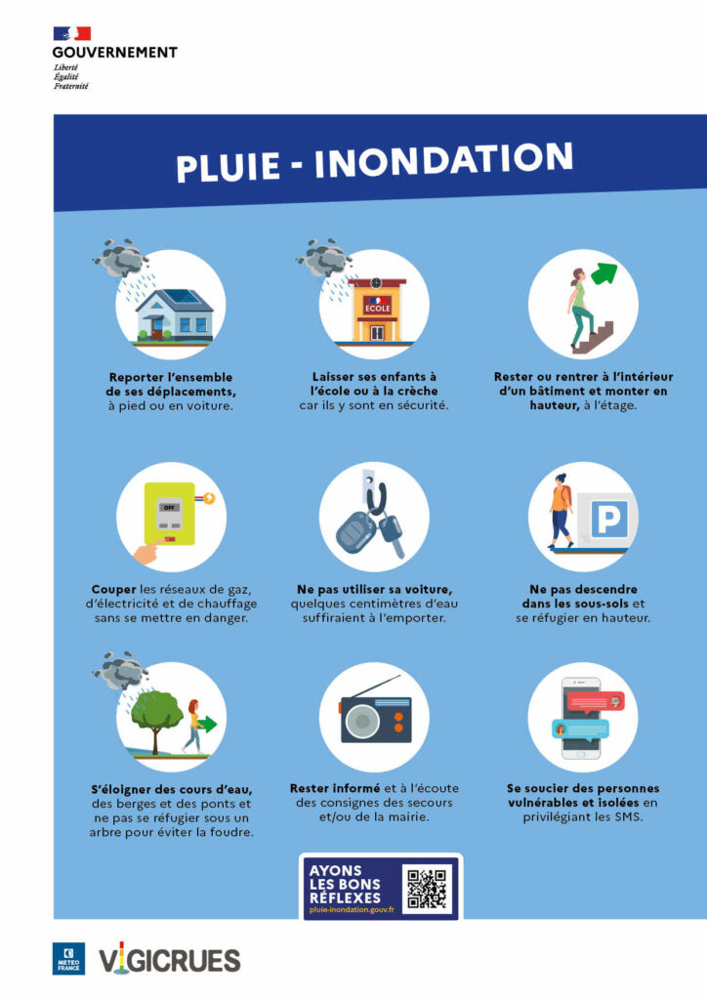 GOUVERNEMENT
Liberté
Égalité
Fraternité
PLUIE - INONDATION
ECOLE
Reporter l'ensemble
de ses déplacements,
à pied ou en voiture.
Laisser ses enfants à
l'école ou à la crèche
car ils y sont en sécurité.
Rester ou rentrer à l'intérieur
d'un bâtiment et monter en
hauteur, à l'étage.
OFF
P
Couper les réseaux de gaz,
d'électricité et de chauffage
sans se mettre en danger.
Ne pas utiliser sa voiture,
quelques centimètres d'eau
suffiraient à l'emporter.
Ne pas descendre
dans les sous-sols et
se réfugier en hauteur.
S'éloigner des cours d'eau,
des berges et des ponts et
ne pas se réfugier sous un
arbre pour éviter la foudre.
Rester informé et à l'écoute
des consignes des secours
et/ou de la mairie.
Se soucier des personnes
vulnérables et isolées en
privilégiant les SMS.
AYONS
LES BONS
RÉFLEXES
pluie-inondation.gouv.fr
METEO
FRANCE
VIGICRUES